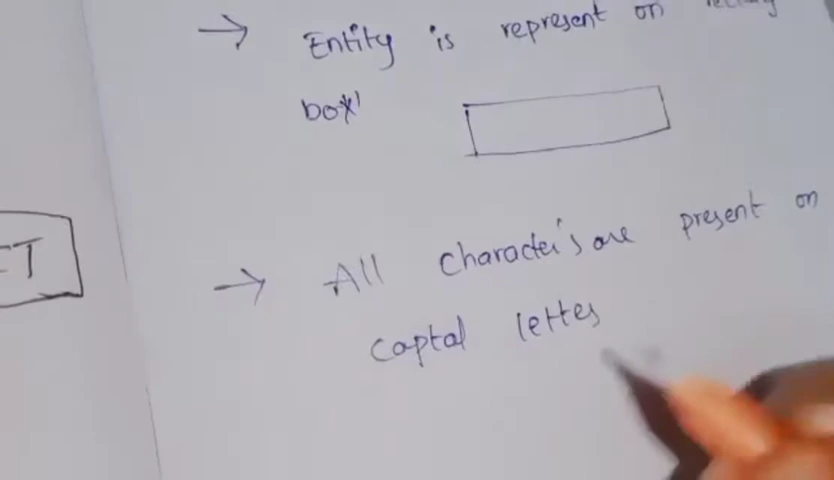 → Entity is represent on
box'
→ All character's are present on
captal lettes